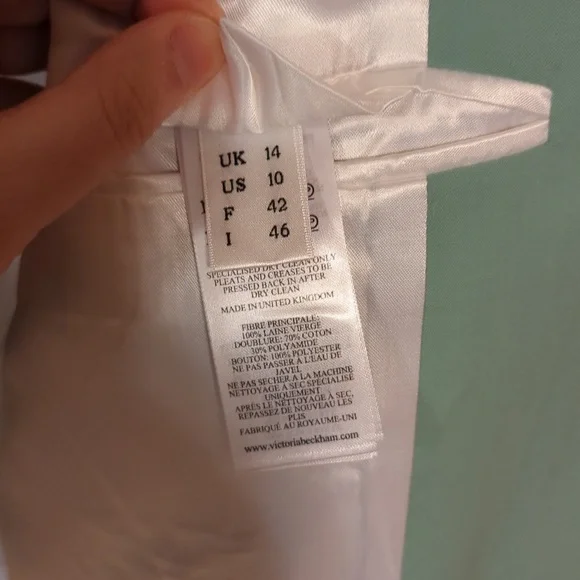 UK 14
US 10
F 42
I 46
SPECIALISED DRY CLEAN ONLY
PLEATS AND CREASES TO BE
PRESSED BACK IN AFTER
DRY CLEAN
MADE IN UNITED KINGDOM
FIBRE PRINCIPALE:
100% LAINE VIERGE
DOUBLURE: 70% COTON
30% POLYAMIDE
BOUTON: 100% POLYESTER
NE PAS PASSER A L'EAU DE
JAVEL
NE PAS SECHER A LA MACHINE
NETTOYAGE A SEC SPÉCIALISÉ
UNIQUEMENT
APRÈS LE NETTOYAGE A SEC,
REPASSEZ DE NOUVEAU LES
PLIS
FABRIQUÉ AU ROYAUME-UNI
www.victoriabeckham.com